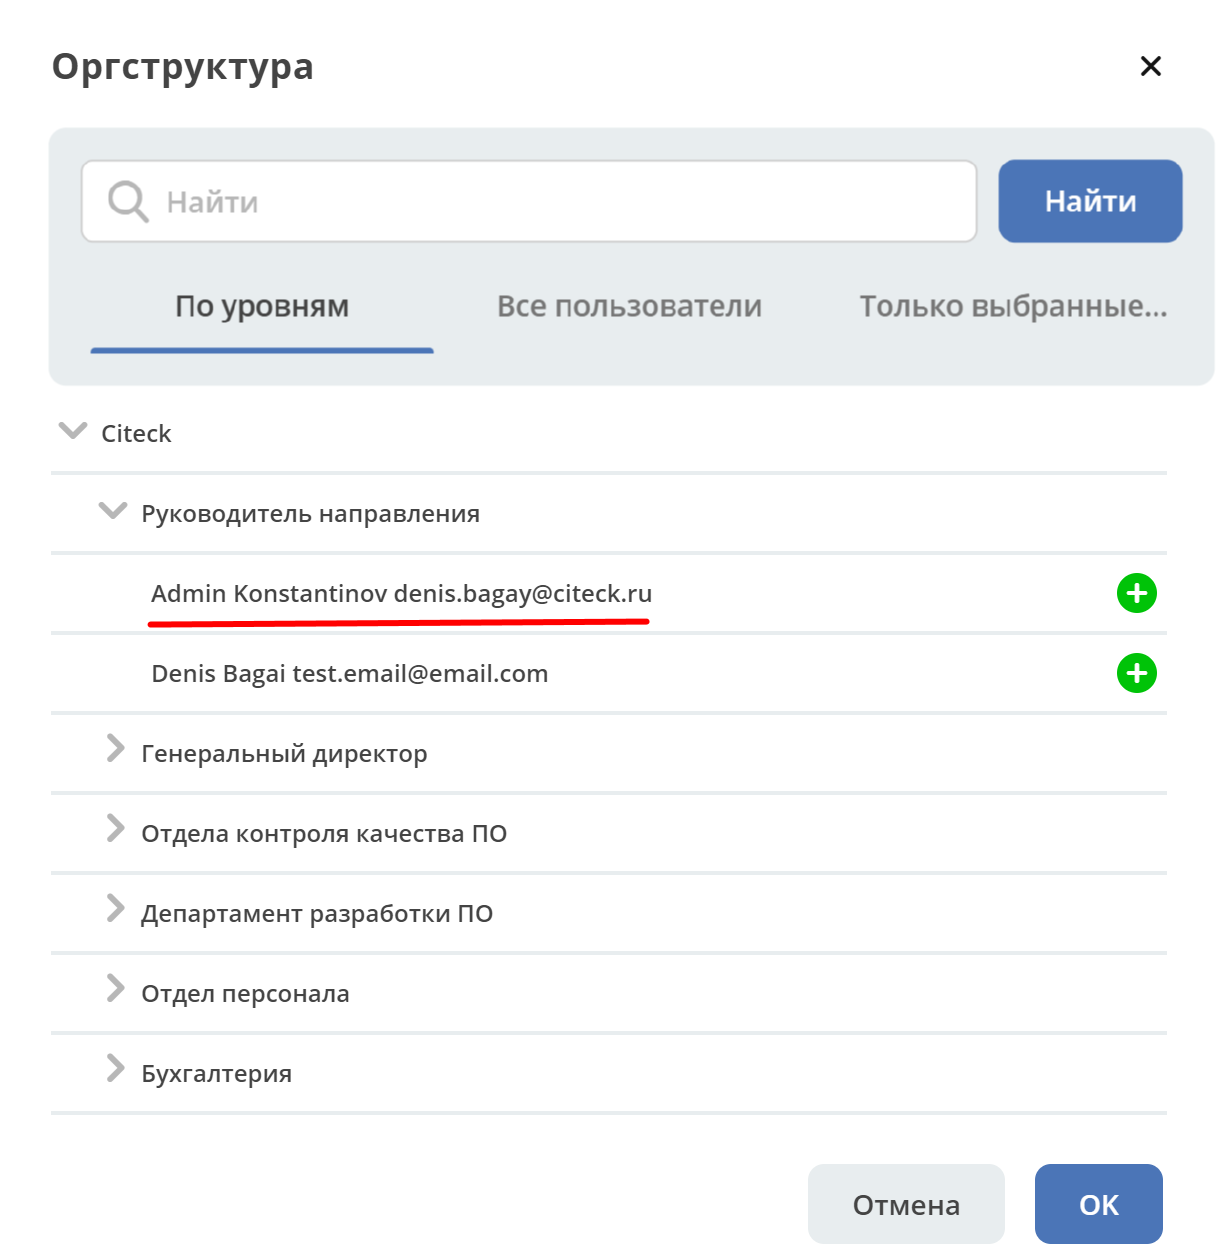 Оргструктура
Найти
Найти
По уровням
Все пользователи
Только выбранные...
Citeck
Руководитель направления
Admin Konstantinov denis.bagay@citeck.ru
Denis Bagai test.email@email.com
Генеральный директор
Отдела контроля качества ПО
Департамент разработки ПО
Отдел персонала
Бухгалтерия
Отмена
OK